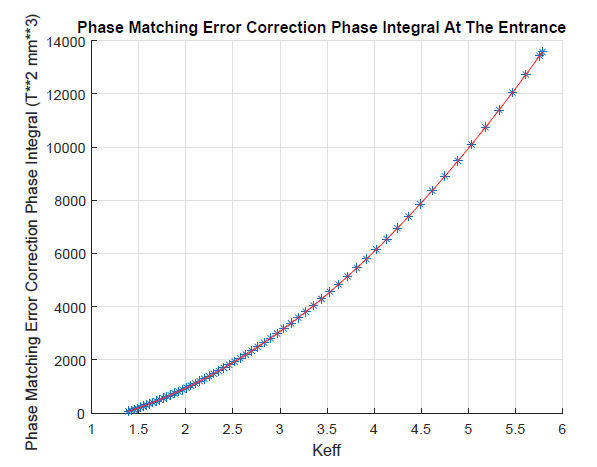 Phase Matching Error Correction Phase Integral At The Entrance
Phase Matching Error Correction Phase Integral (T**2 mm**3)
14000
12000
10000
8000
6000
4000
2000
0
1 1.5 2 2.5 3 3.5 4 4.5 5 5.5 6
Keff